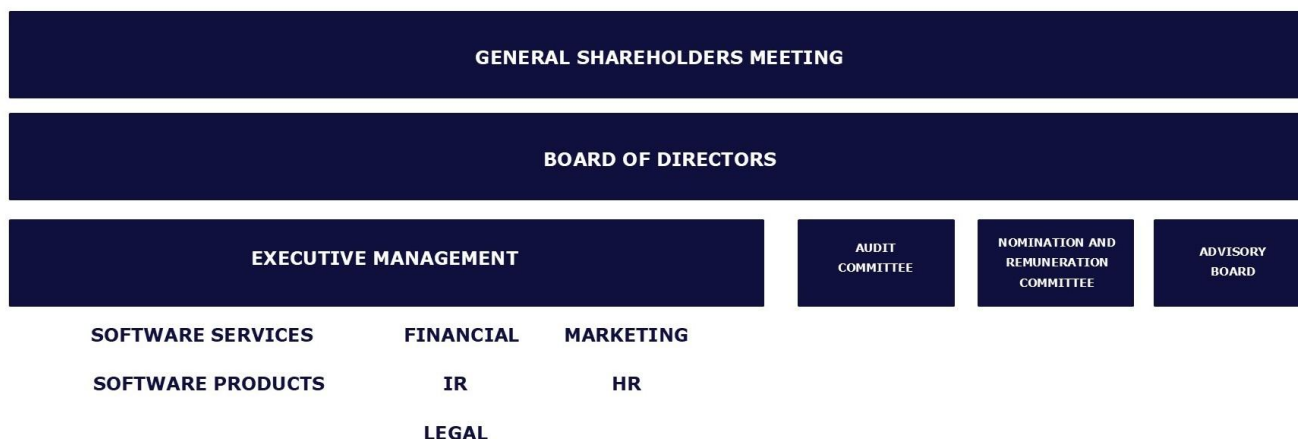 GENERAL SHAREHOLDERS MEETING
BOARD OF DIRECTORS
EXECUTIVE MANAGEMENT
AUDIT
COMMITTEE
NOMINATION AND
REMUNERATION
COMMITTEE
ADVISORY
BOARD
SOFTWARE SERVICES
FINANCIAL
MARKETING
SOFTWARE PRODUCTS
IR
HR
LEGAL